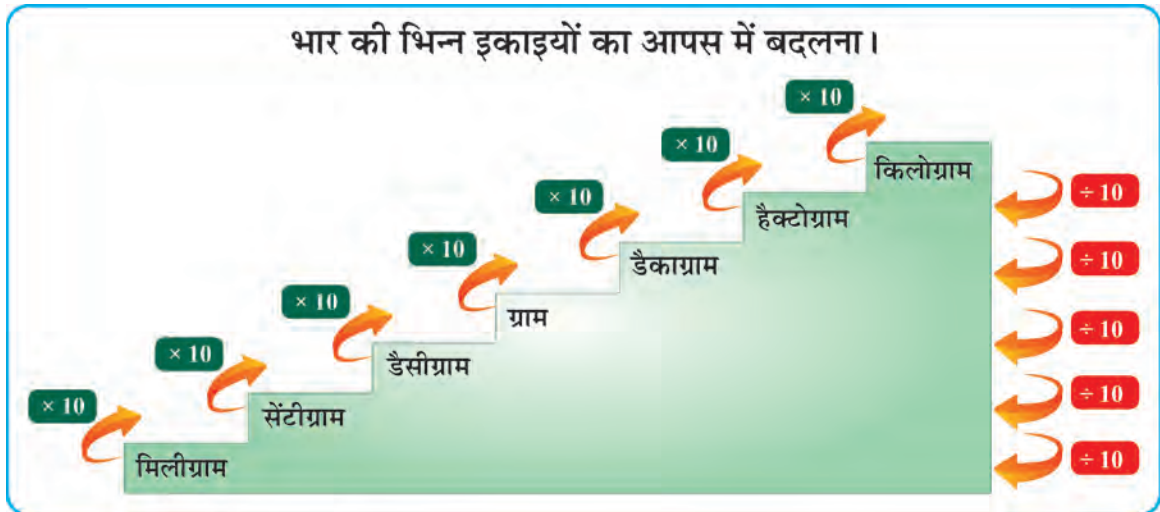 भार की भिन्न इकाइयों का आपस में बदलना।
× 10
× 10
किलोग्राम
÷ 10
× 10
हैक्टोग्राम
× 10
डैकाग्राम
÷ 10
× 10
ग्राम
÷ 10
× 10
डैसीग्राम
÷ 10
× 10
सेंटीग्राम
÷ 10
मिलीग्राम